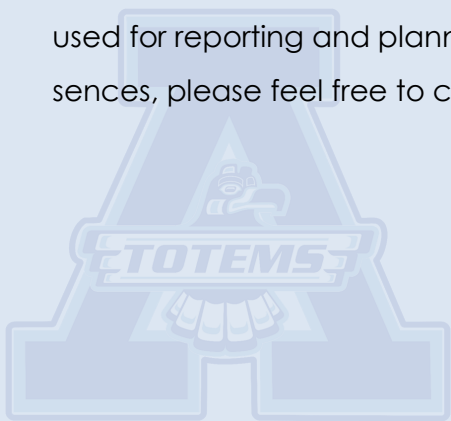 used for reporting and plann
sences, please feel free to c
TOTEMS